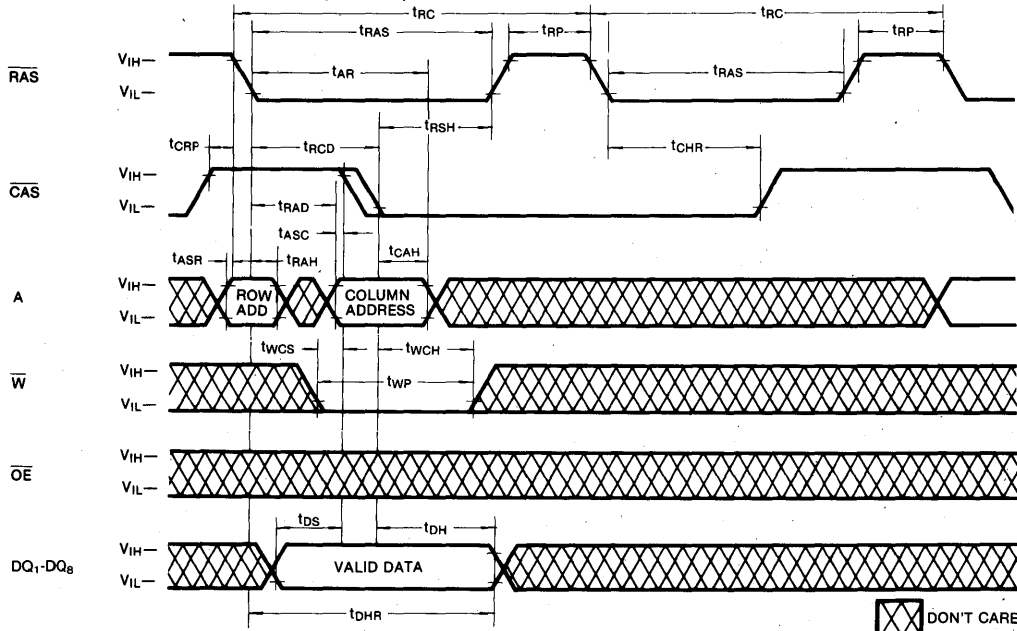 tRC tRC
tRAS tRP tRP
RAS VIH— tAR tRAS
VIL—
tRSH
tCRP tRCD tCHR
CAS VIH—
VIL— tRAD
tASC tCAH
tASR tRAH
A VIH— ROW ADD COLUMN ADDRESS
VIL—
tWCS tWCH
W VIH— tWP
VIL—
OE VIH—
VIL—
tDS tDH
DQ1-DQ8 VIH— VALID DATA
VIL—
tDHR
DON'T CARE